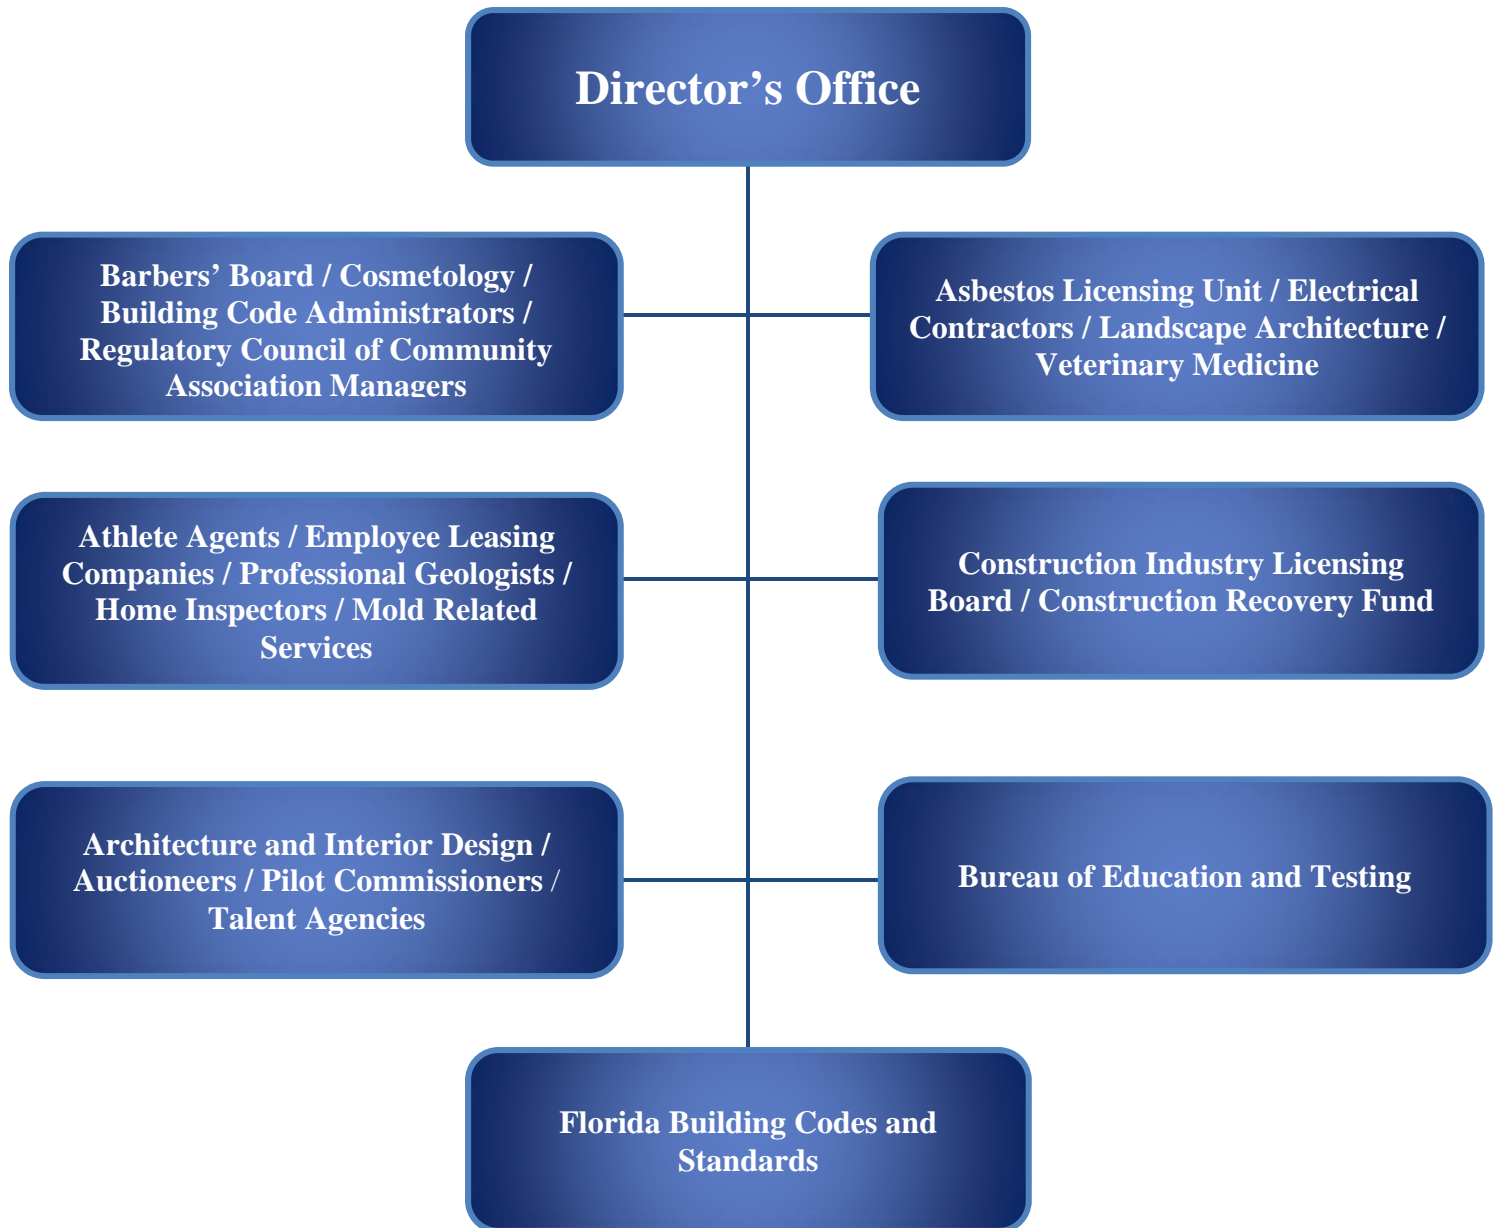 Director’s Office
Barbers’ Board / Cosmetology /
Building Code Administrators /
Regulatory Council of Community
Association Managers
Asbestos Licensing Unit / Electrical
Contractors / Landscape Architecture /
Veterinary Medicine
Athlete Agents / Employee Leasing
Companies / Professional Geologists /
Home Inspectors / Mold Related
Services
Construction Industry Licensing
Board / Construction Recovery Fund
Architecture and Interior Design /
Auctioneers / Pilot Commissioners /
Talent Agencies
Bureau of Education and Testing
Florida Building Codes and
Standards